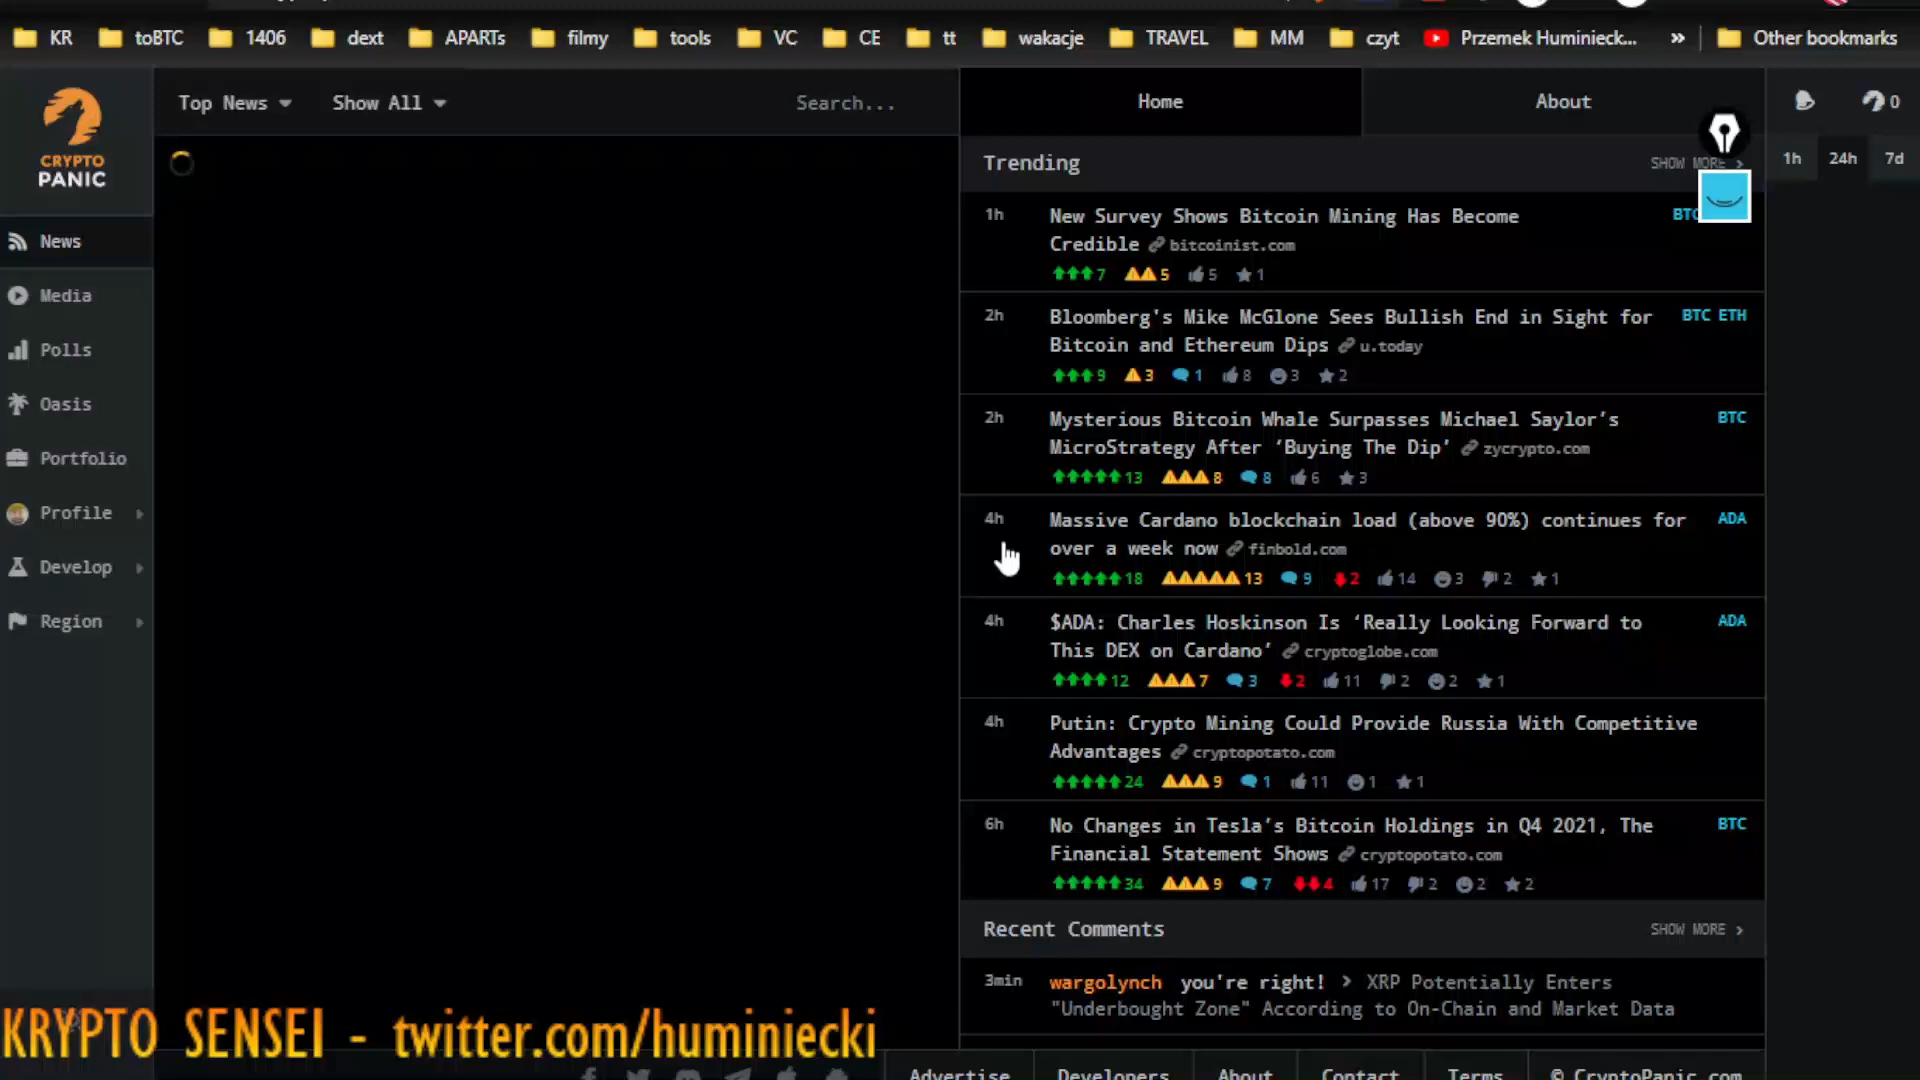 KR toBTC 1406 dext APARTs filmy tools VC CE tt wakacje TRAVEL MM czyt Przemek Huminieck... » Other bookmarks
CRYPTO
PANIC
Top News Show All Search...
Home About
0
1h 24h 7d
News
Media
Polls
Oasis
Portfolio
Profile
Develop
Region
Trending SHOW MORE >
1h New Survey Shows Bitcoin Mining Has Become BTC
Credible bitcoinist.com
7 5 5 1
2h Bloomberg's Mike McGlone Sees Bullish End in Sight for BTC ETH
Bitcoin and Ethereum Dips u.today
9 3 1 8 3 2
2h Mysterious Bitcoin Whale Surpasses Michael Saylor’s BTC
MicroStrategy After ‘Buying The Dip’ zycrypto.com
13 8 8 6 3
4h Massive Cardano blockchain load (above 90%) continues for ADA
over a week now finbold.com
18 13 9 2 14 3 2 1
4h $ADA: Charles Hoskinson Is ‘Really Looking Forward to ADA
This DEX on Cardano’ cryptoglobe.com
12 7 3 2 11 2 2 1
4h Putin: Crypto Mining Could Provide Russia With Competitive
Advantages cryptopotato.com
24 9 1 11 1 1
6h No Changes in Tesla’s Bitcoin Holdings in Q4 2021, The BTC
Financial Statement Shows cryptopotato.com
34 9 7 4 17 2 2 2
Recent Comments SHOW MORE >
3min wargolynch you're right! > XRP Potentially Enters
"Underbought Zone" According to On-Chain and Market Data
KRYPTO SENSEI - twitter.com/huminiecki
Advertise Developers About Contact Terms © CryptoPanic.com